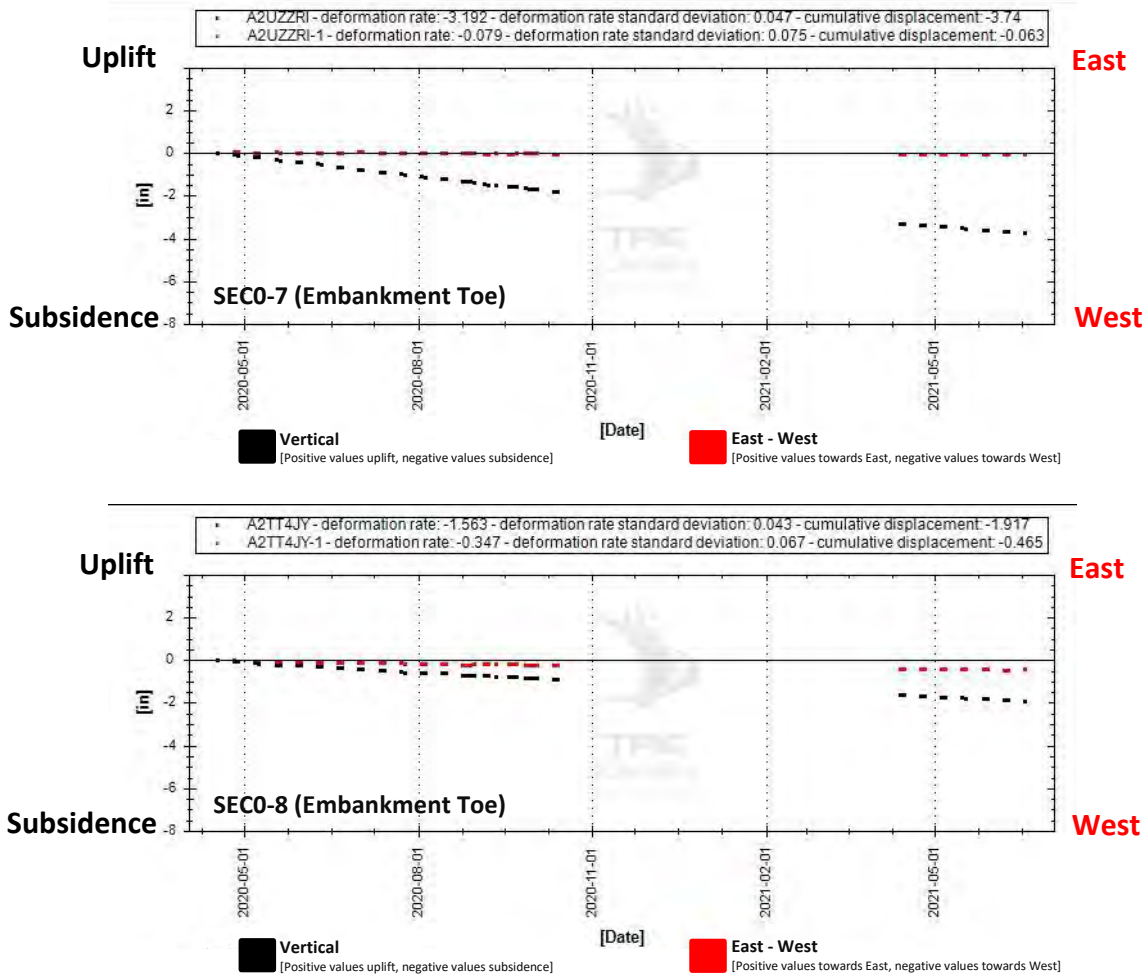 A2UZZRI - deformation rate: -3.192 - deformation rate standard deviation: 0.047 - cumulative displacement: -3.74
A2UZZRI-1 - deformation rate: -0.079 - deformation rate standard deviation: 0.075 - cumulative displacement: -0.063
Uplift
East
2
0
-2
-4
-6
-8
[in]
TRE
SEC0-7 (Embankment Toe)
Subsidence
West
2020-05-01
2020-08-01
2020-11-01
2021-02-01
2021-05-01
[Date]
Vertical
[Positive values uplift, negative values subsidence]
East - West
[Positive values towards East, negative values towards West]
A2TT4JY - deformation rate: -1.563 - deformation rate standard deviation: 0.043 - cumulative displacement: -1.917
A2TT4JY-1 - deformation rate: -0.347 - deformation rate standard deviation: 0.067 - cumulative displacement: -0.465
Uplift
East
2
0
-2
-4
-6
-8
[in]
TRE
SEC0-8 (Embankment Toe)
Subsidence
West
2020-05-01
2020-08-01
2020-11-01
2021-02-01
2021-05-01
[Date]
Vertical
[Positive values uplift, negative values subsidence]
East - West
[Positive values towards East, negative values towards West]